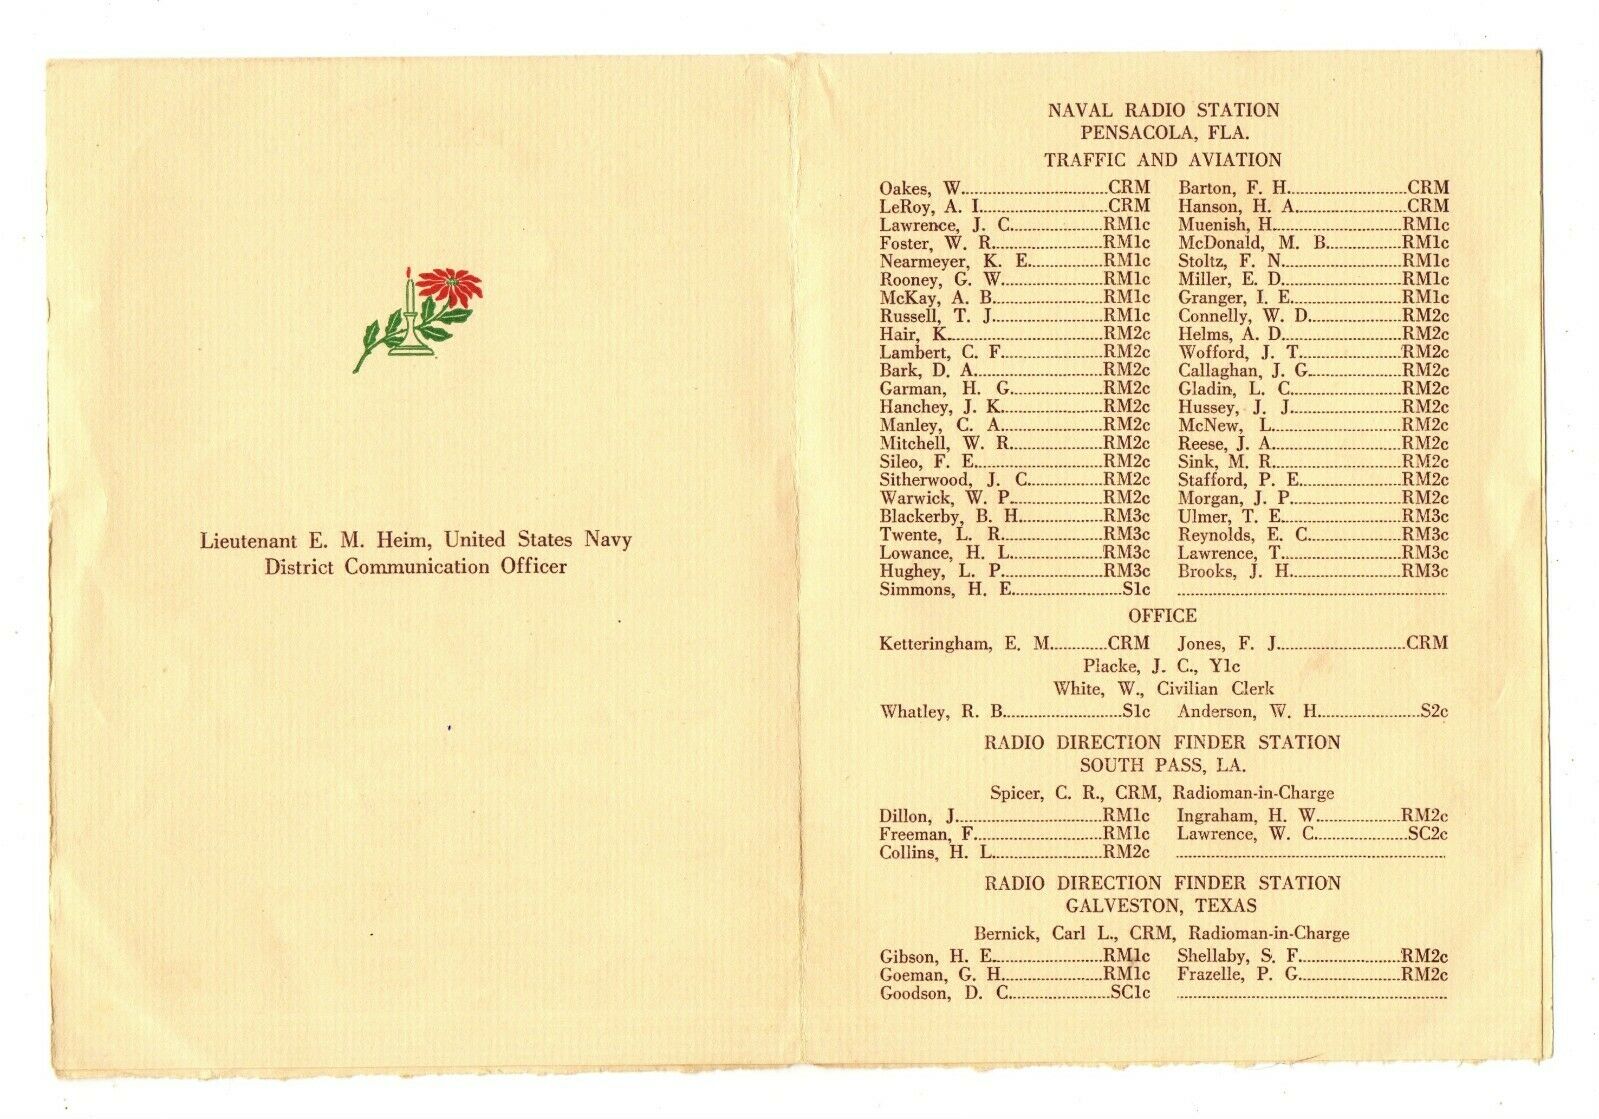 Lieutenant E. M. Heim, United States Navy
District Communication Officer
NAVAL RADIO STATION
PENSACOLA, FLA.
TRAFFIC AND AVIATION
Oakes, W. CRM Barton, F. H. CRM
LeRoy, A. I. CRM Hanson, H. A. CRM
Lawrence, J. C. RM1c Muenish, H. RM1c
Foster, W. R. RM1c McDonald, M. B. RM1c
Nearmeyer, K. E. RM1c Stoltz, F. N. RM1c
Rooney, G. W. RM1c Miller, E. D. RM1c
McKay, A. B. RM1c Granger, I. E. RM1c
Russell, T. J. RM1c Connelly, W. D. RM2c
Hair, K. RM2c Helms, A. D. RM2c
Lambert, C. F. RM2c Wofford, J. T. RM2c
Bark, D. A. RM2c Callaghan, J. G. RM2c
Garman, H. G. RM2c Gladin, L. C. RM2c
Hanchey, J. K. RM2c Hussey, J. J. RM2c
Manley, C. A. RM2c McNew, L. RM2c
Mitchell, W. R. RM2c Reese, J. A. RM2c
Sileo, F. E. RM2c Sink, M. R. RM2c
Sitherwood, J. C. RM2c Stafford, P. E. RM2c
Warwick, W. P. RM2c Morgan, J. P. RM2c
Blackerby, B. H. RM3c Ulmer, T. E. RM3c
Twente, L. R. RM3c Reynolds, E. C. RM3c
Lowance, H. L. RM3c Lawrence, T. RM3c
Hughey, L. P. RM3c Brooks, J. H. RM3c
Simmons, H. E. S1c
OFFICE
Ketteringham, E. M. CRM Jones, F. J. CRM
Placke, J. C., Y1c
White, W., Civilian Clerk
Whatley, R. B. S1c Anderson, W. H. S2c
RADIO DIRECTION FINDER STATION
SOUTH PASS, LA.
Spicer, C. R., CRM, Radioman-in-Charge
Dillon, J. RM1c Ingraham, H. W. RM2c
Freeman, F. RM1c Lawrence, W. C. SC2c
Collins, H. L. RM2c
RADIO DIRECTION FINDER STATION
GALVESTON, TEXAS
Bernick, Carl L., CRM, Radioman-in-Charge
Gibson, H. E. RM1c Shellaby, S. F. RM2c
Goeman, G. H. RM1c Frazelle, P. G. RM2c
Goodson, D. C. SC1c